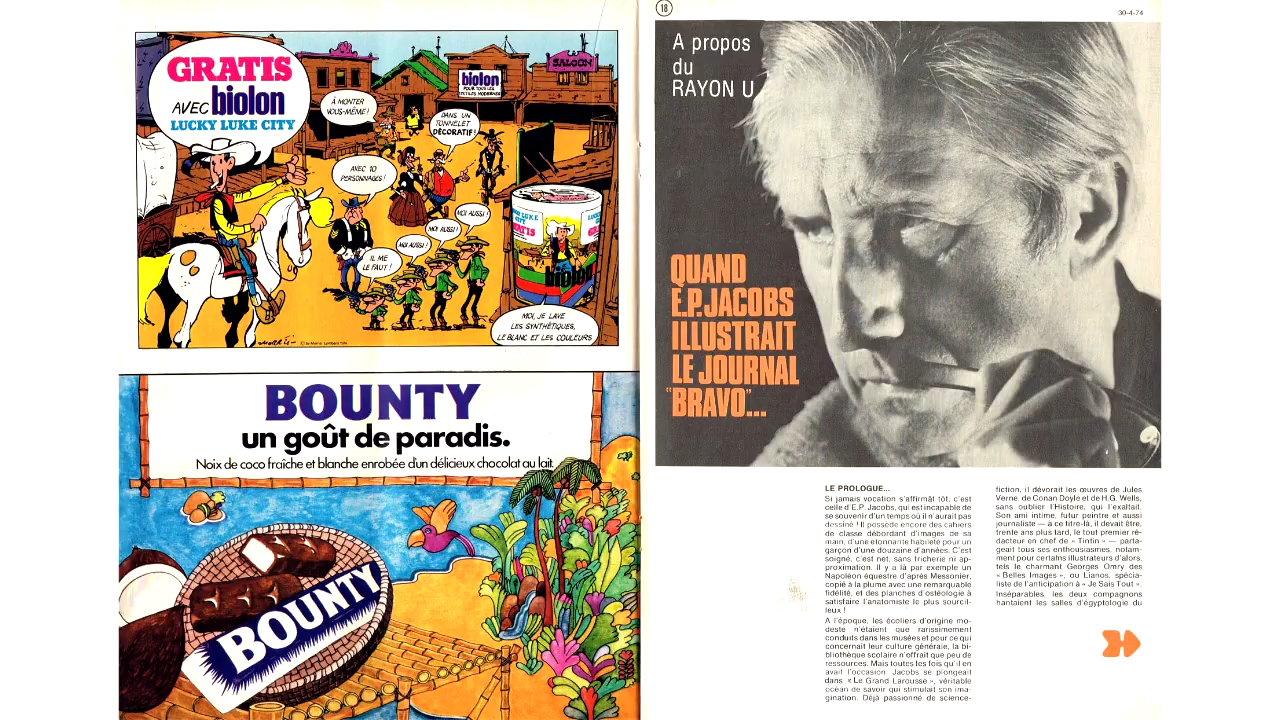 GRATIS
AVEC biolon
LUCKY LUKE CITY
À MONTER
VOUS-MÊME !
biolon
POUR TOUS LES
TEXTILES MODERNES
SALOON
DANS UN
TONNELET
DÉCORATIF !
AVEC 10
PERSONNAGES !
MOI AUSSI !
MOI AUSSI !
MOI AUSSI !
IL ME
LE FAUT !
LUKE
CITY
GRATIS
biolon
MOI, JE LAVE
LES SYNTHÉTIQUES,
LE BLANC ET LES COULEURS
MORRIS
BOUNTY
un goût de paradis.
Noix de coco fraîche et blanche enrobée d'un délicieux chocolat au lait.
BOUNTY
18
30-4-74
A propos
du
RAYON U
QUAND
E.P. JACOBS
ILLUSTRAIT
LE JOURNAL
"BRAVO"...
LE PROLOGUE...
Si jamais vocation s'affirmât tôt, c'est
celle d'E.P. Jacobs, qui est incapable de
se souvenir d'un temps où il n'aurait pas
dessiné ! Il possède encore des cahiers
de classe débordant d'images de sa
main, d'une étonnante habileté pour un
garçon d'une douzaine d'années. C'est
soigné, c'est net, sans tricherie ni ap-
proximation. Il y a là par exemple un
Napoléon équestre d'après Messonier,
copié à la plume avec une remarquable
fidélité, et des planches d'ostéologie à
satisfaire l'anatomiste le plus sourcil-
leux !
A l'époque, les écoliers d'origine mo-
deste n'étaient que rarissimement
conduits dans les musées et pour ce qui
concernait leur culture générale, la bi-
bliothèque scolaire n'offrait que peu de
ressources. Mais toutes les fois qu'il en
avait l'occasion, Jacobs se plongeait
dans « Le Grand Larousse », véritable
océan de savoir qui stimulait son ima-
gination. Déjà passionné de science-
fiction, il dévorait les œuvres de Jules
Verne, de Conan Doyle et de H.G. Wells,
sans oublier l'Histoire, qui l'exaltait.
Son ami intime, futur peintre et aussi
journaliste — à ce titre-là, il devait être,
trente ans plus tard, le tout premier ré-
dacteur en chef de « Tintin » — parta-
geait tous ses enthousiasmes, notam-
ment pour certains illustrateurs d'alors,
tels le charmant Georges Omry des
« Belles Images », ou Lianos, spécia-
liste de l'anticipation à « Je Sais Tout ».
Inséparables, les deux compagnons
hantaient les salles d'égyptologie du